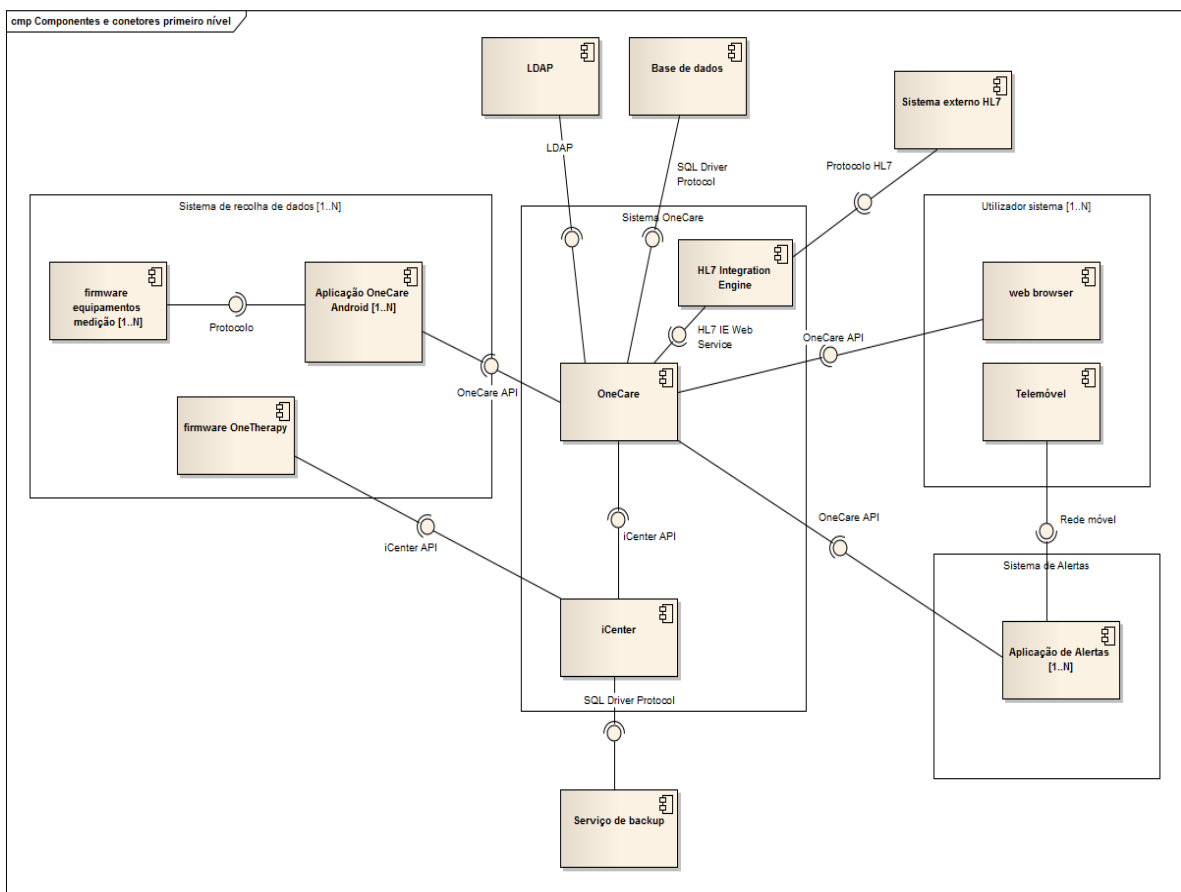 cmp Componentes e conetores primeiro nível
LDAP
Base de dados
Sistema externo HL7
LDAP
SQL Driver
Protocol
Protocolo HL7
Sistema de recolha de dados [1..N]
Sistema OneCare
Utilizador sistema [1..N]
firmware
equipamentos
medição [1..N]
Protocolo
Aplicação OneCare
Android [1..N]
HL7 Integration
Engine
web browser
HL7 IE Web
Service
OneCare API
OneCare API
OneCare
Telemóvel
firmware OneTherapy
iCenter API
iCenter API
OneCare API
Rede móvel
Sistema de Alertas
iCenter
Aplicação de Alertas
[1..N]
SQL Driver Protocol
Serviço de backup